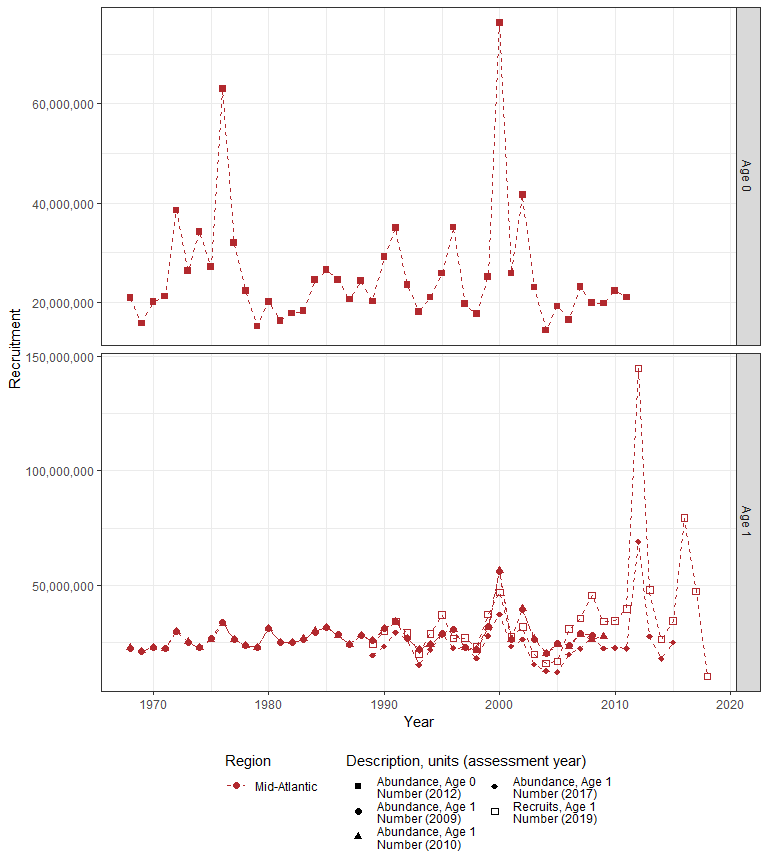 60,000,000
40,000,000
20,000,000
Age 0
Recruitment
150,000,000
100,000,000
50,000,000
Age 1
1970
1980
1990
2000
2010
2020
Year
Region
Mid-Atlantic
Description, units (assessment year)
Abundance, Age 0
Number (2012)
Abundance, Age 1
Number (2009)
Abundance, Age 1
Number (2010)
Abundance, Age 1
Number (2017)
Recruits, Age 1
Number (2019)